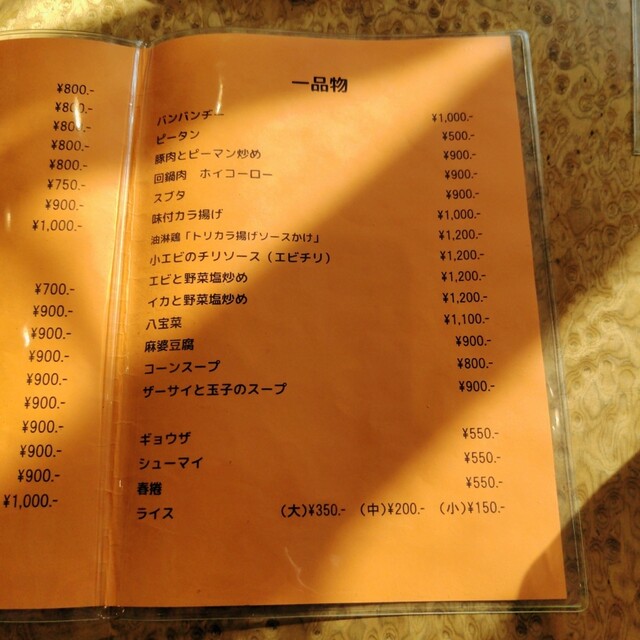 ¥800.-
¥800.-
¥800.-
¥800.-
¥800.-
¥750.-
¥900.-
¥1,000.-
¥700.-
¥900.-
¥900.-
¥900.-
¥900.-
¥900.-
¥900.-
¥900.-
¥900.-
¥1,000.-
一品物
バンバンチー ¥1,000.-
ピータン ¥500.-
豚肉とピーマン炒め ¥900.-
回鍋肉 ホイコーロー ¥900.-
スブタ ¥900.-
味付カラ揚げ ¥1,000.-
油淋鶏「トリカラ揚げソースかけ」 ¥1,200.-
小エビのチリソース（エビチリ） ¥1,200.-
エビと野菜塩炒め ¥1,200.-
イカと野菜塩炒め ¥1,200.-
八宝菜 ¥1,100.-
麻婆豆腐 ¥900.-
コーンスープ ¥800.-
ザーサイと玉子のスープ ¥900.-
ギョウザ ¥550.-
シューマイ ¥550.-
春捲 ¥550.-
ライス (大)¥350.- (中)¥200.- (小)¥150.-